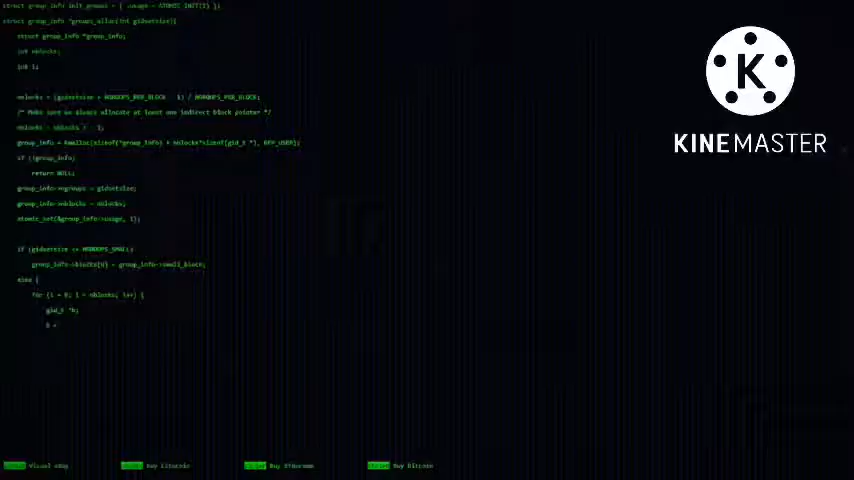 struct group_info init_groups = { .usage = ATOMIC_INIT(2) };
struct group_info *groups_alloc(int gidsetsize){
struct group_info *group_info;
int nblocks;
int i;
nblocks = (gidsetsize + NGROUPS_PER_BLOCK - 1) / NGROUPS_PER_BLOCK;
/* Make sure we always allocate at least one indirect block pointer */
nblocks = nblocks ? : 1;
group_info = kmalloc(sizeof(*group_info) + nblocks*sizeof(gid_t *), GFP_USER);
if (!group_info)
return NULL;
group_info->ngroups = gidsetsize;
group_info->nblocks = nblocks;
atomic_set(&group_info->usage, 1);
if (gidsetsize <= NGROUPS_SMALL)
group_info->blocks[0] = group_info->small_block;
else {
for (i = 0; i < nblocks; i++) {
gid_t *b;
b =
K
KINEMASTER
Visual eBay
Buy Litecoin
Buy Ethereum
Buy Bitcoin